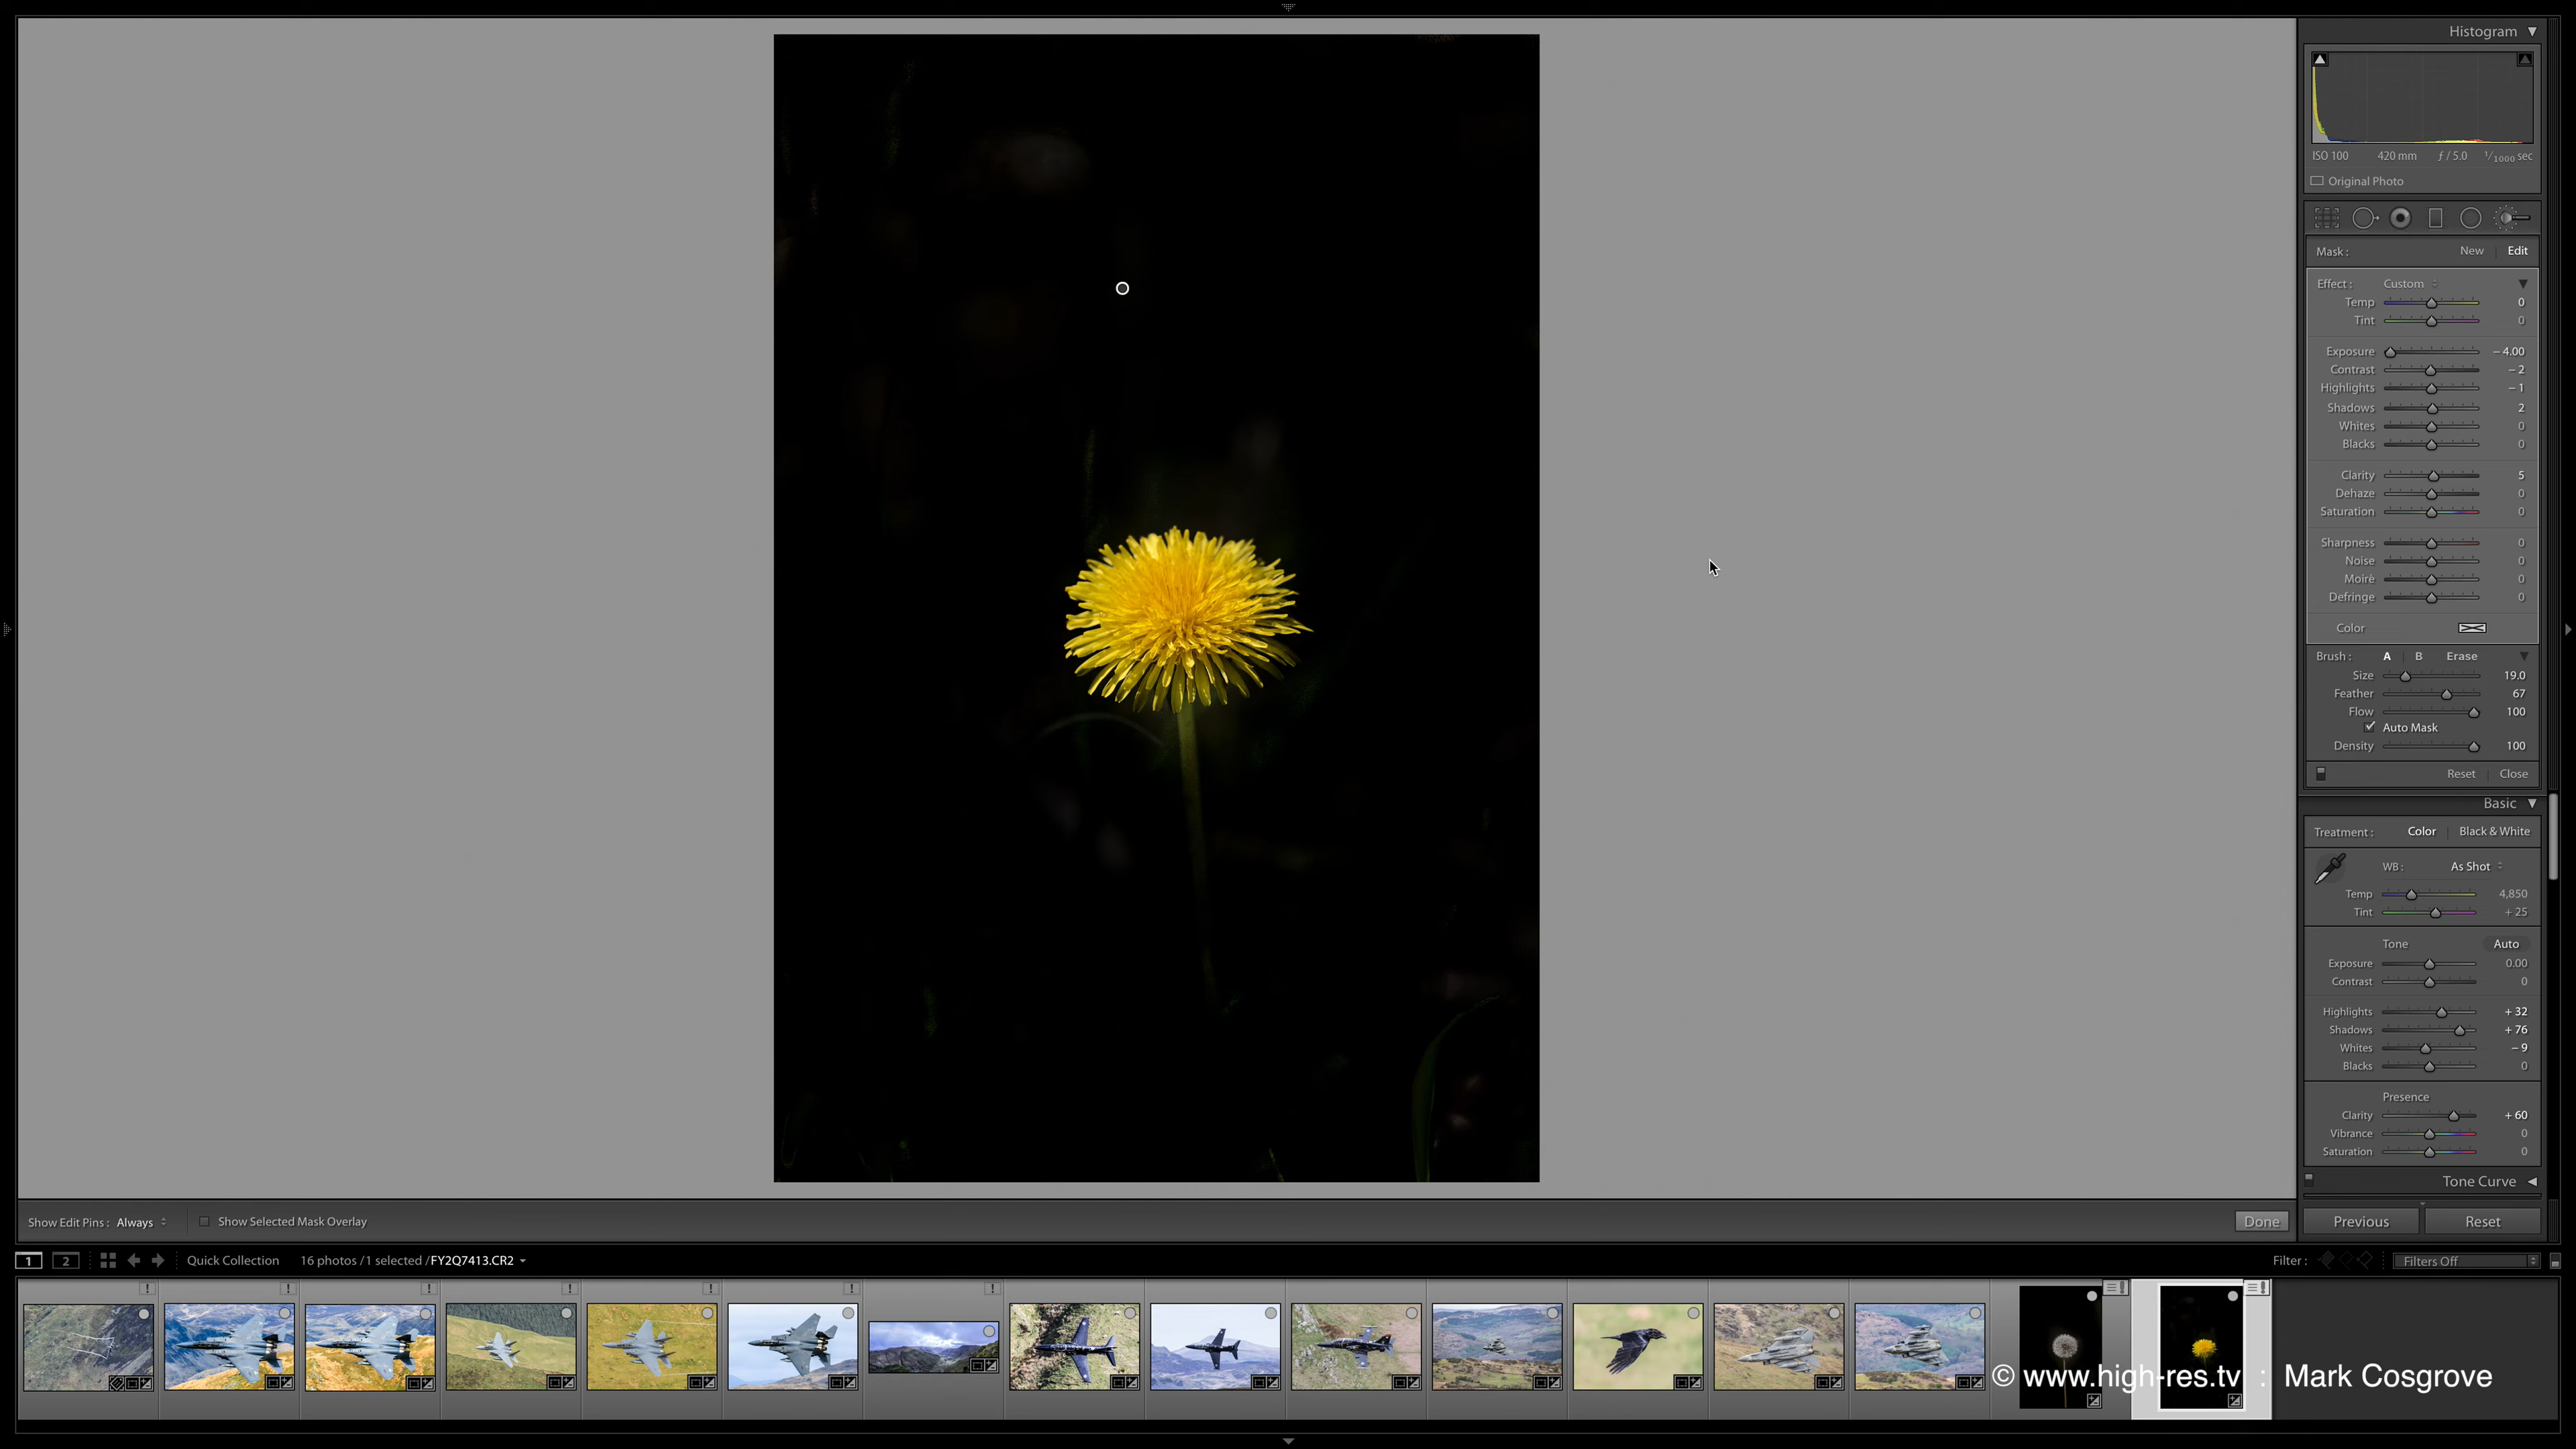 Histogram
ISO 100 420 mm ƒ / 5.0 1/1000 sec
Original Photo
Mask : New Edit
Effect : Custom
Temp 0
Tint 0
Exposure – 4.00
Contrast – 2
Highlights – 1
Shadows 2
Whites 0
Blacks 0
Clarity 5
Dehaze 0
Saturation 0
Sharpness 0
Noise 0
Moiré 0
Defringe 0
Color
Brush : A B Erase
Size 19.0
Feather 67
Flow 100
Auto Mask
Density 100
Reset Close
Basic
Treatment : Color Black & White
WB : As Shot
Temp 4,850
Tint + 25
Tone Auto
Exposure 0.00
Contrast 0
Highlights + 32
Shadows + 76
Whites – 9
Blacks 0
Presence
Clarity + 60
Vibrance 0
Saturation 0
Tone Curve
Show Edit Pins : Always Show Selected Mask Overlay Done
Previous Reset
1 2 Quick Collection 16 photos / 1 selected / FY2Q7413.CR2 Filter : Filters Off
© www.high-res.tv : Mark Cosgrove